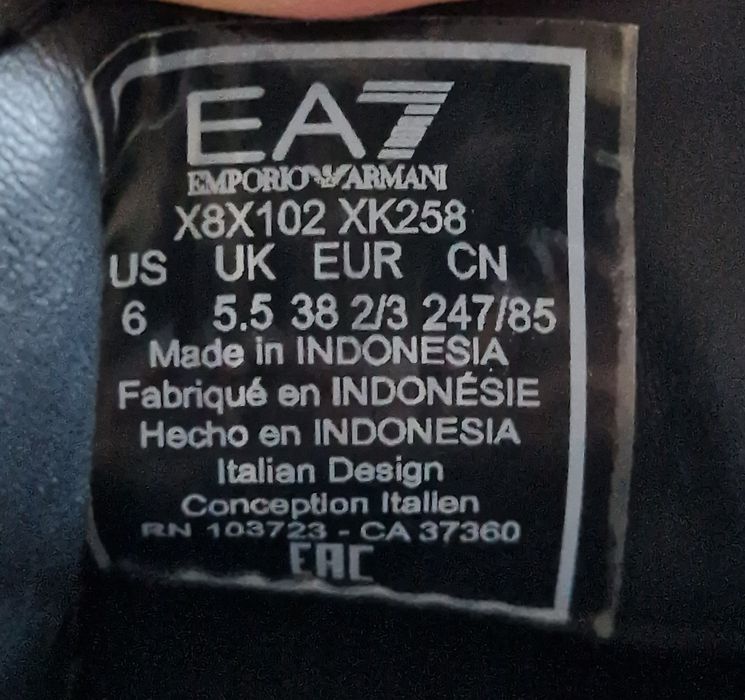 EA7
EMPORIO ARMANI
X8X102 XK258
US UK EUR CN
6 5.5 38 2/3 247/85
Made in INDONESIA
Fabriqué en INDONÉSIE
Hecho en INDONESIA
Italian Design
Conception Italien
RN 103723 - CA 37360
EAC